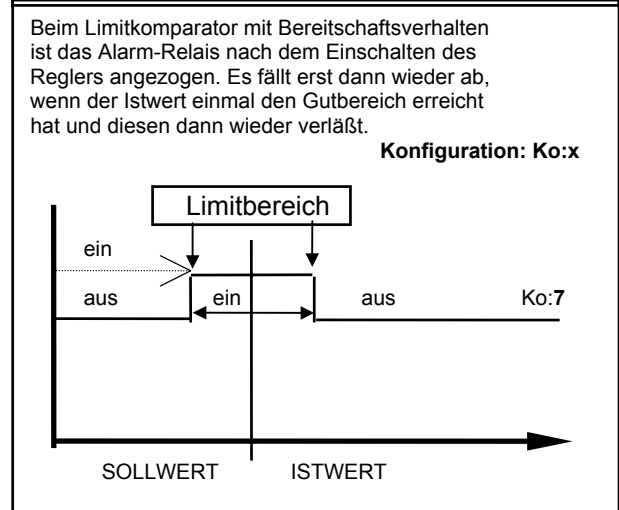 Beim Limitkomparator mit Bereitschaftsverhalten
ist das Alarm-Relais nach dem Einschalten des
Reglers angezogen. Es fällt erst dann wieder ab,
wenn der Istwert einmal den Gutbereich erreicht
hat und diesen dann wieder verläßt.
Konfiguration: Ko:x
Limitbereich
ein
aus ein aus Ko:7
SOLLWERT ISTWERT